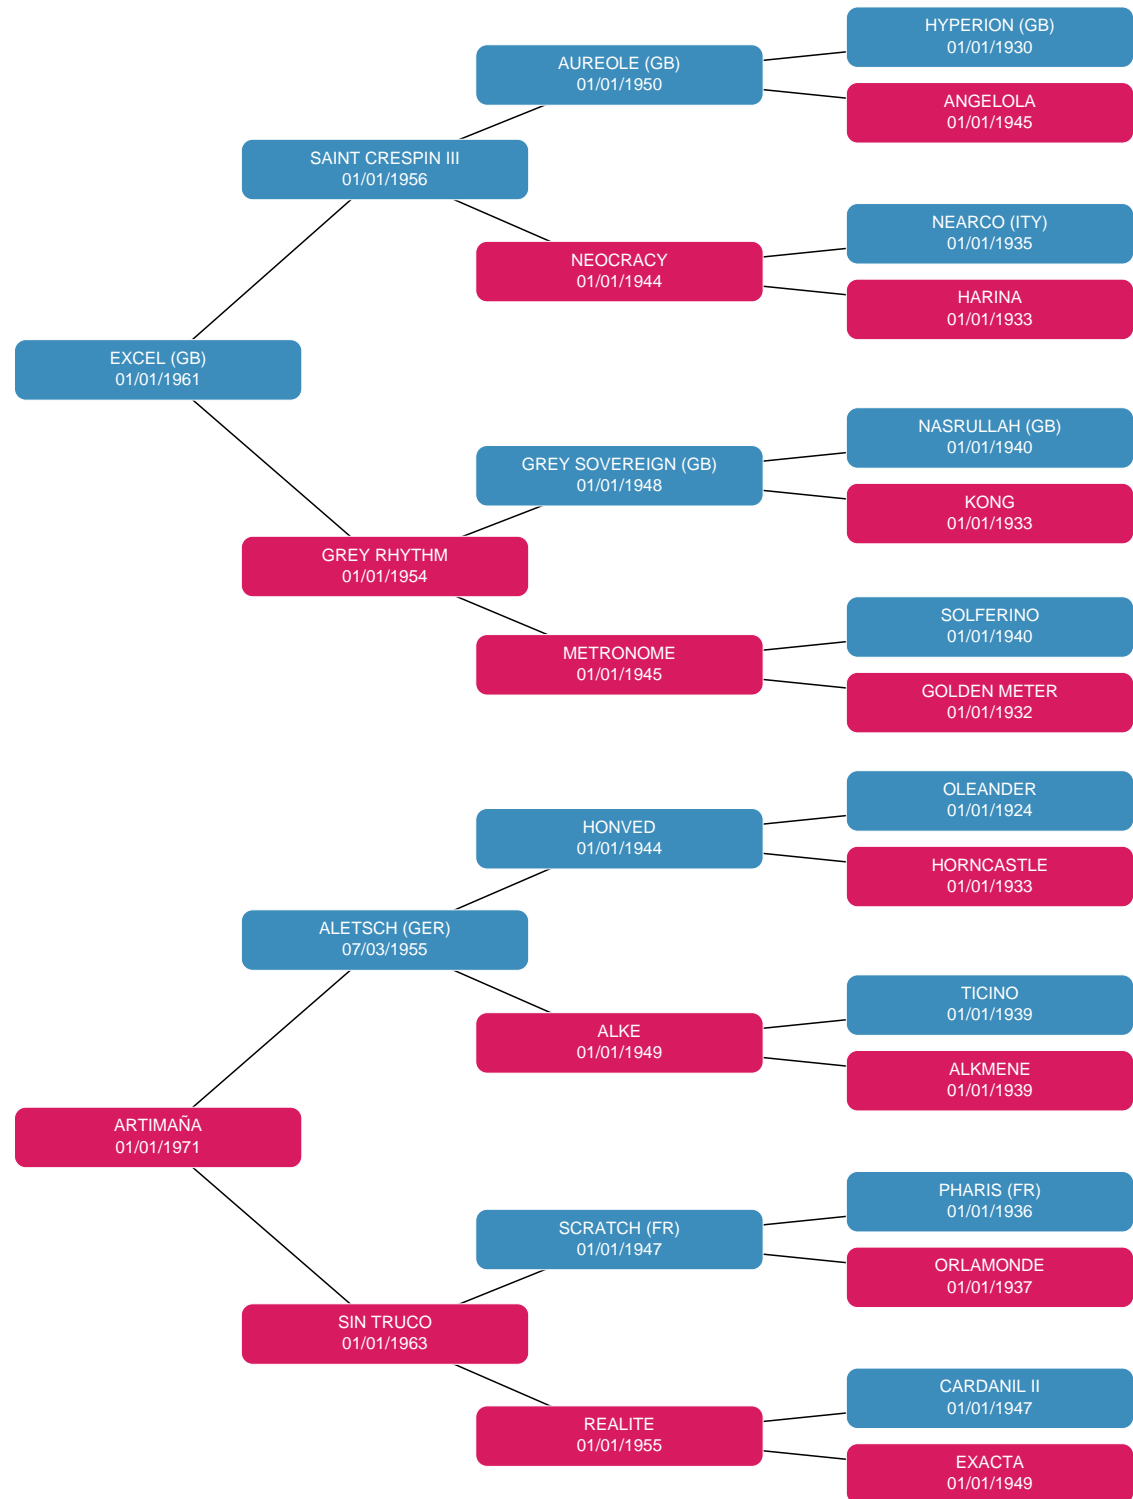 HYPERION (GB)
01/01/1930
AUREOLE (GB)
01/01/1950
ANGELOLA
01/01/1945
SAINT CRESPIN III
01/01/1956
NEARCO (ITY)
01/01/1935
NEOCRACY
01/01/1944
HARINA
01/01/1933
EXCEL (GB)
01/01/1961
NASRULLAH (GB)
01/01/1940
GREY SOVEREIGN (GB)
01/01/1948
KONG
01/01/1933
GREY RHYTHM
01/01/1954
SOLFERINO
01/01/1940
METRONOME
01/01/1945
GOLDEN METER
01/01/1932
OLEANDER
01/01/1924
HONVED
01/01/1944
HORNCASTLE
01/01/1933
ALETSCH (GER)
07/03/1955
TICINO
01/01/1939
ALKE
01/01/1949
ALKMENE
01/01/1939
ARTIMAÑA
01/01/1971
PHARIS (FR)
01/01/1936
SCRATCH (FR)
01/01/1947
ORLAMONDE
01/01/1937
SIN TRUCO
01/01/1963
CARDANIL II
01/01/1947
REALITE
01/01/1955
EXACTA
01/01/1949